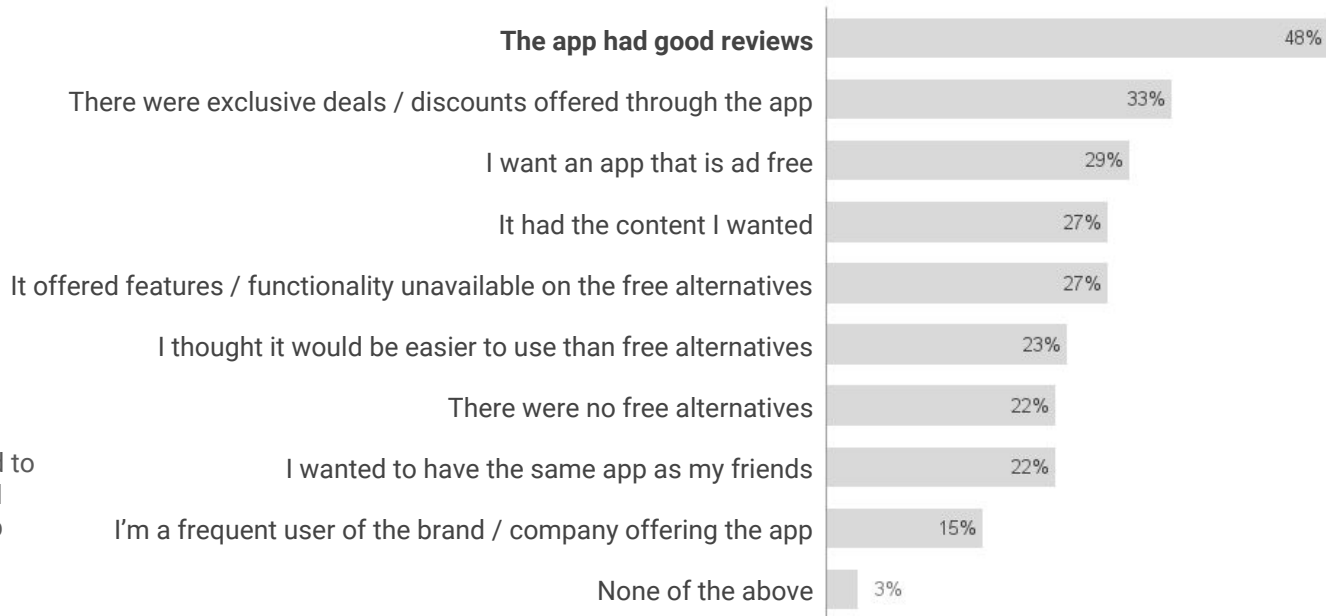 The app had good reviews 48%
There were exclusive deals / discounts offered through the app 33%
I want an app that is ad free 29%
It had the content I wanted 27%
It offered features / functionality unavailable on the free alternatives 27%
I thought it would be easier to use than free alternatives 23%
There were no free alternatives 22%
to
I wanted to have the same app as my friends 22%
I'm a frequent user of the brand / company offering the app 15%
None of the above 3%